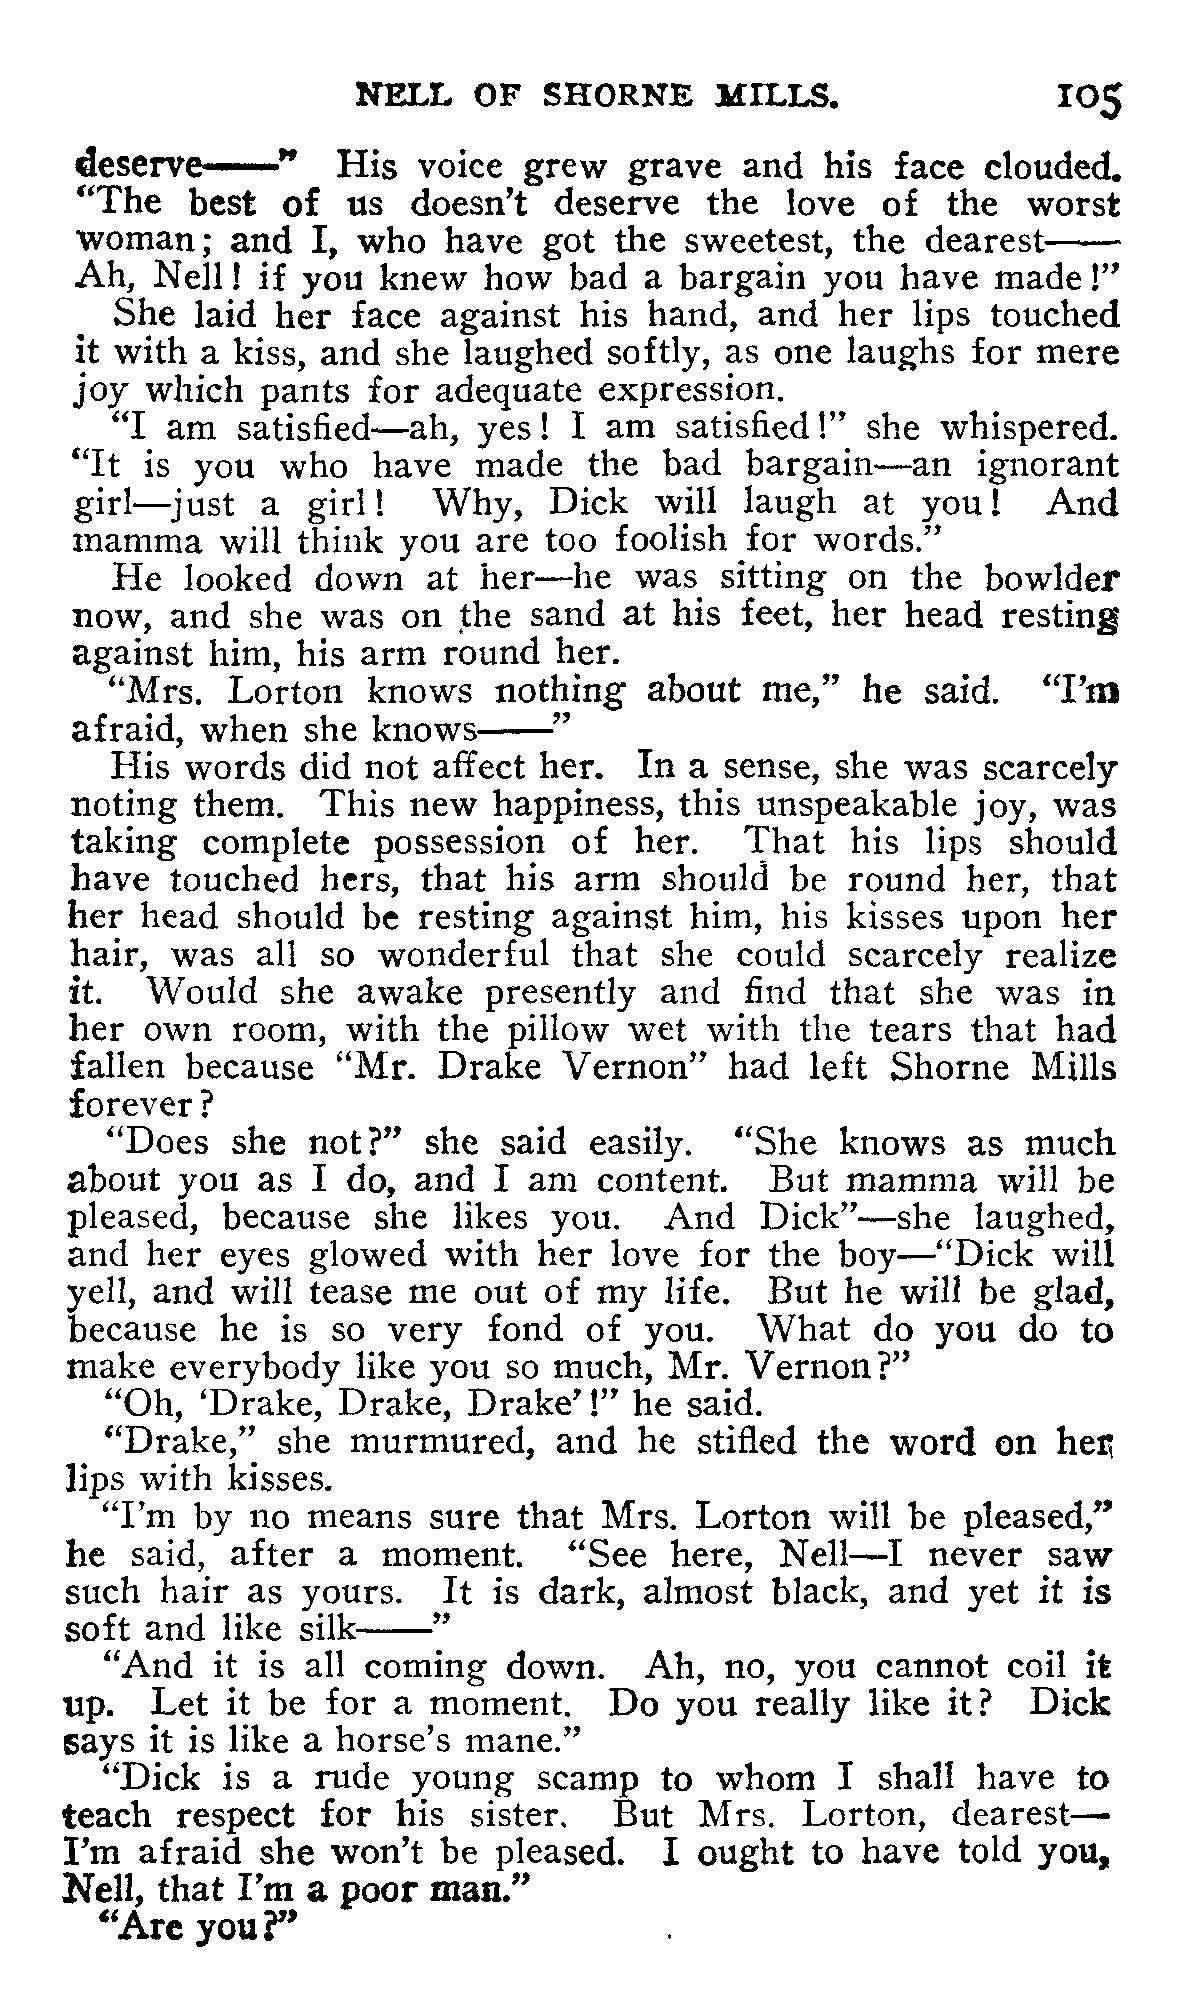 NELL OF SHORNE MILLS. 105
deserve——" His voice grew grave and his face clouded.
"The best of us doesn't deserve the love of the worst
woman; and I, who have got the sweetest, the dearest——
Ah, Nell! if you knew how bad a bargain you have made!"
She laid her face against his hand, and her lips touched
it with a kiss, and she laughed softly, as one laughs for mere
joy which pants for adequate expression.
"I am satisfied—ah, yes! I am satisfied!" she whispered.
"It is you who have made the bad bargain—an ignorant
girl—just a girl! Why, Dick will laugh at you! And
mamma will think you are too foolish for words."
He looked down at her—he was sitting on the bowlder
now, and she was on the sand at his feet, her head resting
against him, his arm round her.
"Mrs. Lorton knows nothing about me," he said. "I'm
afraid, when she knows——"
His words did not affect her. In a sense, she was scarcely
noting them. This new happiness, this unspeakable joy, was
taking complete possession of her. That his lips should
have touched hers, that his arm should be round her, that
her head should be resting against him, his kisses upon her
hair, was all so wonderful that she could scarcely realize
it. Would she awake presently and find that she was in
her own room, with the pillow wet with the tears that had
fallen because "Mr. Drake Vernon" had left Shorne Mills
forever?
"Does she not?" she said easily. "She knows as much
about you as I do, and I am content. But mamma will be
pleased, because she likes you. And Dick"—she laughed,
and her eyes glowed with her love for the boy—"Dick will
yell, and will tease me out of my life. But he will be glad,
because he is so very fond of you. What do you do to
make everybody like you so much, Mr. Vernon?"
"Oh, 'Drake, Drake, Drake'!" he said.
"Drake," she murmured, and he stifled the word on her
lips with kisses.
"I'm by no means sure that Mrs. Lorton will be pleased,"
he said, after a moment. "See here, Nell—I never saw
such hair as yours. It is dark, almost black, and yet it is
soft and like silk——"
"And it is all coming down. Ah, no, you cannot coil it
up. Let it be for a moment. Do you really like it? Dick
says it is like a horse's mane."
"Dick is a rude young scamp to whom I shall have to
teach respect for his sister. But Mrs. Lorton, dearest—
I'm afraid she won't be pleased. I ought to have told you,
Nell, that I'm a poor man."
"Are you?"